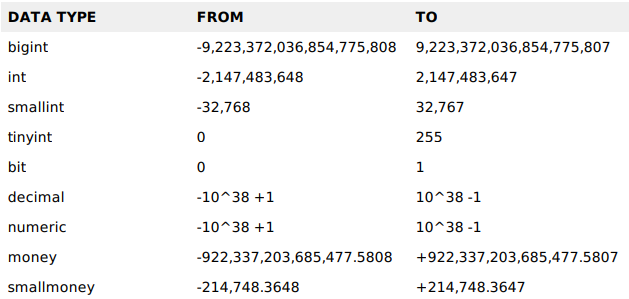 DATA TYPE FROM TO
bigint -9,223,372,036,854,775,808 9,223,372,036,854,775,807
int -2,147,483,648 2,147,483,647
smallint -32,768 32,767
tinyint 0 255
bit 0 1
decimal -10^38 +1 10^38 -1
numeric -10^38 +1 10^38 -1
money -922,337,203,685,477.5808 +922,337,203,685,477.5807
smallmoney -214,748.3648 +214,748.3647